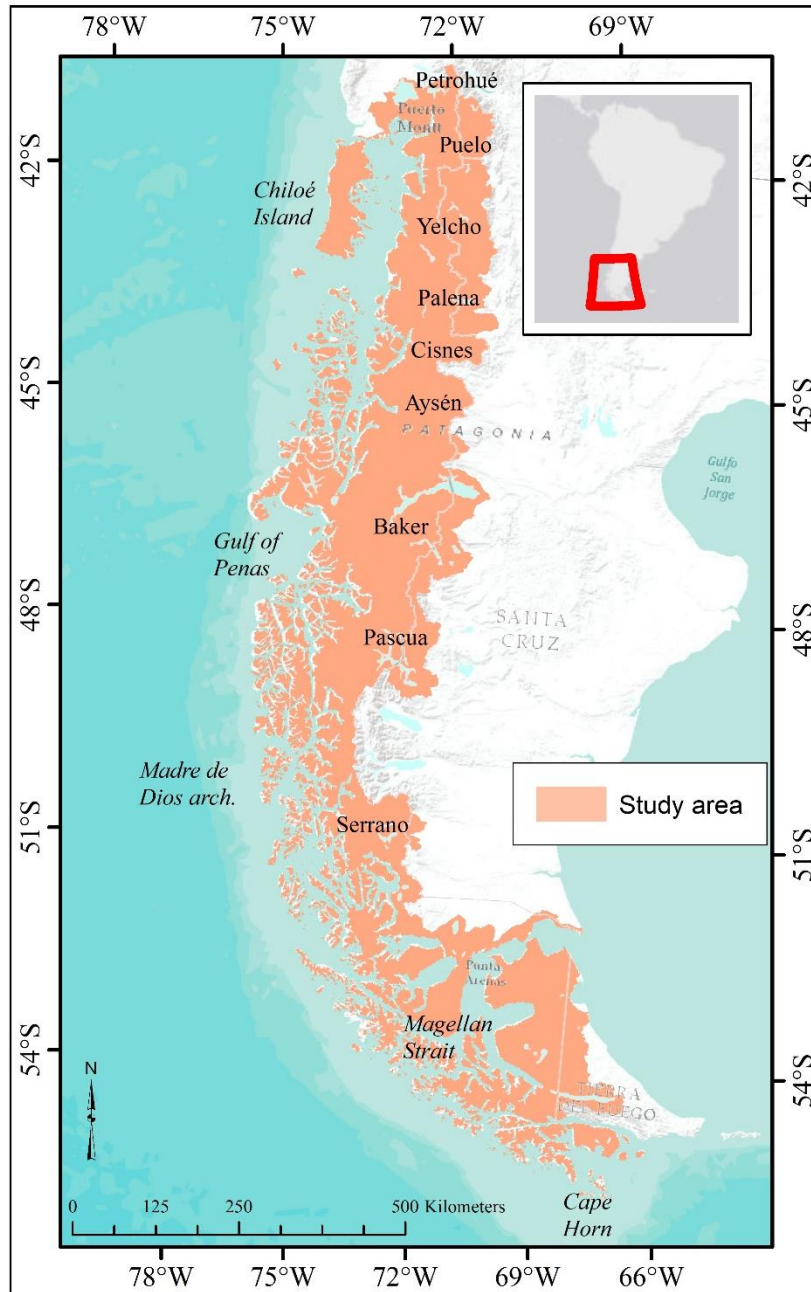 78°W 75°W 72°W 69°W
Petrohué
Puerto
Montt
Puelo
42°S
42°S
Chiloé
Island
Yelcho
Palena
Cisnes
45°S
45°S
Aysén
PATAGONIA
Gulfo
San
Jorge
Baker
Gulf of
Penas
48°S
48°S
SANTA
CRUZ
Pascua
Madre de
Dios arch.
Study area
51°S
51°S
Serrano
Punta
Arenas
Magellan
Strait
54°S
54°S
TIERRA
DEL FUEGO
N
0 125 250 500 Kilometers
Cape
Horn
78°W 75°W 72°W 69°W 66°W